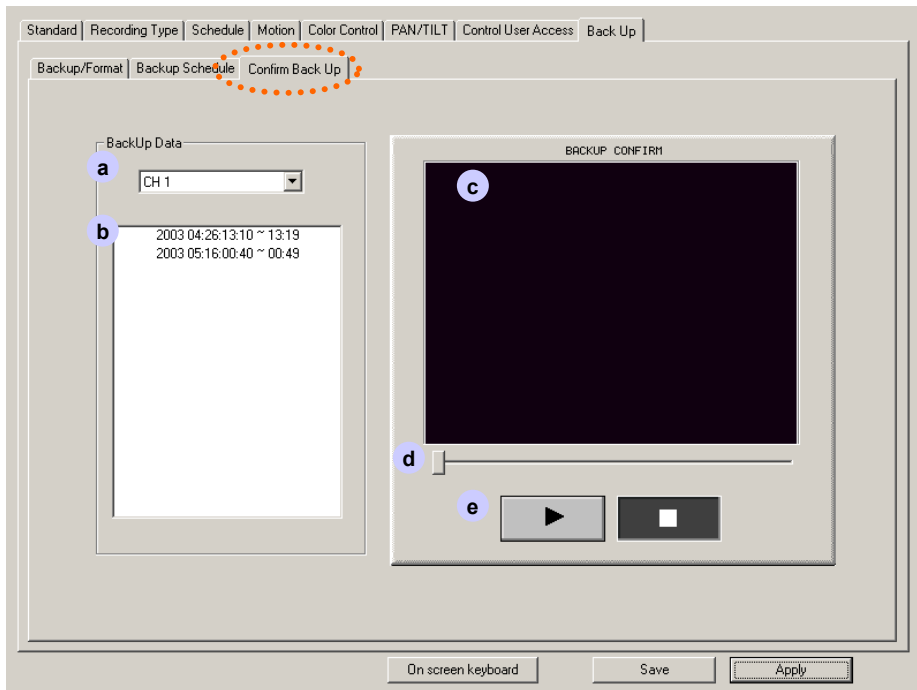 Standard Recording Type Schedule Motion Color Control PAN/TILT Control User Access Back Up
Backup/Format Backup Schedule Confirm Back Up
BackUp Data
a
CH 1
b
2003 04:26:13:10 ~ 13:19
2003 05:16:00:40 ~ 00:49
BACKUP CONFIRM
c
d
e
On screen keyboard Save Apply